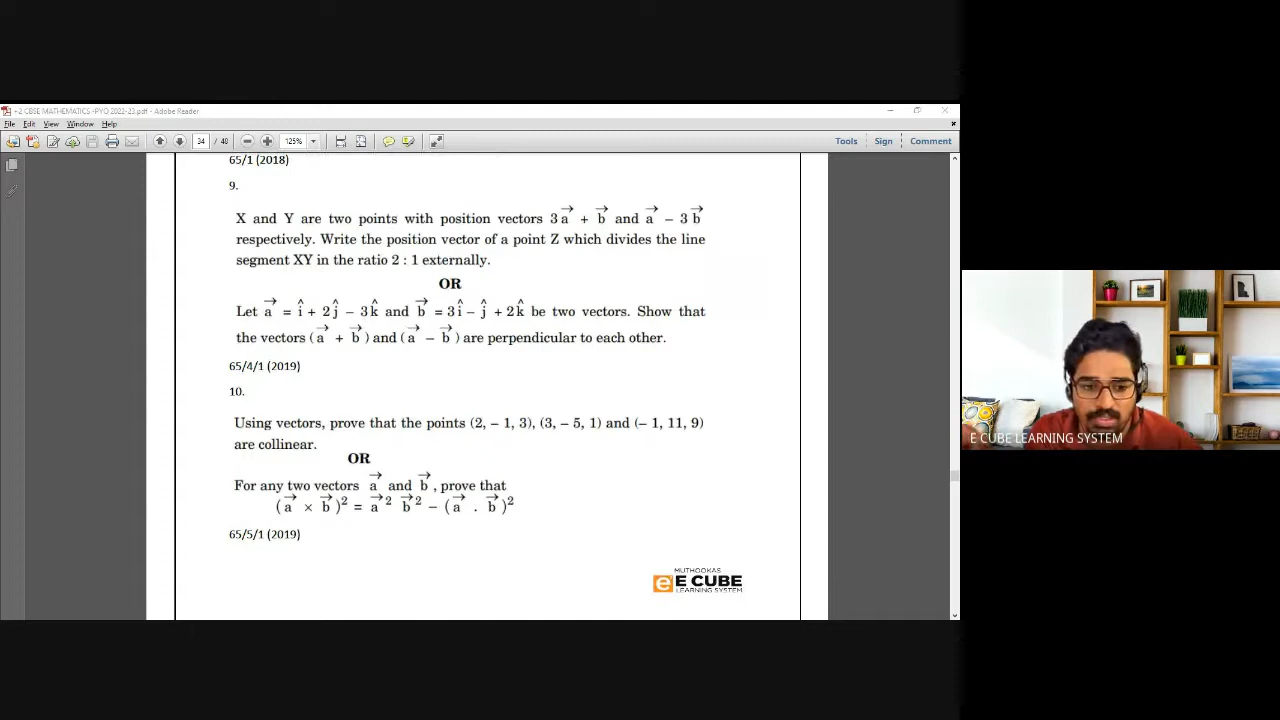 ~2 CBSE MATHEMATICS -PYQ 2022-23.pdf - Adobe Reader
File Edit View Window Help
34 / 48 125% Tools Sign Comment
65/1 (2018)
9.
X and Y are two points with position vectors 3a⃗ + b⃗ and a⃗ − 3b⃗
respectively. Write the position vector of a point Z which divides the line
segment XY in the ratio 2 : 1 externally.
OR
Let a⃗ = î + 2ĵ − 3k̂ and b⃗ = 3î − ĵ + 2k̂ be two vectors. Show that
the vectors (a⃗ + b⃗) and (a⃗ − b⃗) are perpendicular to each other.
65/4/1 (2019)
10.
Using vectors, prove that the points (2, − 1, 3), (3, − 5, 1) and (− 1, 11, 9)
are collinear.
OR
For any two vectors a⃗ and b⃗, prove that
(a⃗ × b⃗)² = a⃗² b⃗² − (a⃗ . b⃗)²
65/5/1 (2019)
MUTHOOKAS
e E CUBE
LEARNING SYSTEM
E CUBE LEARNING SYSTEM